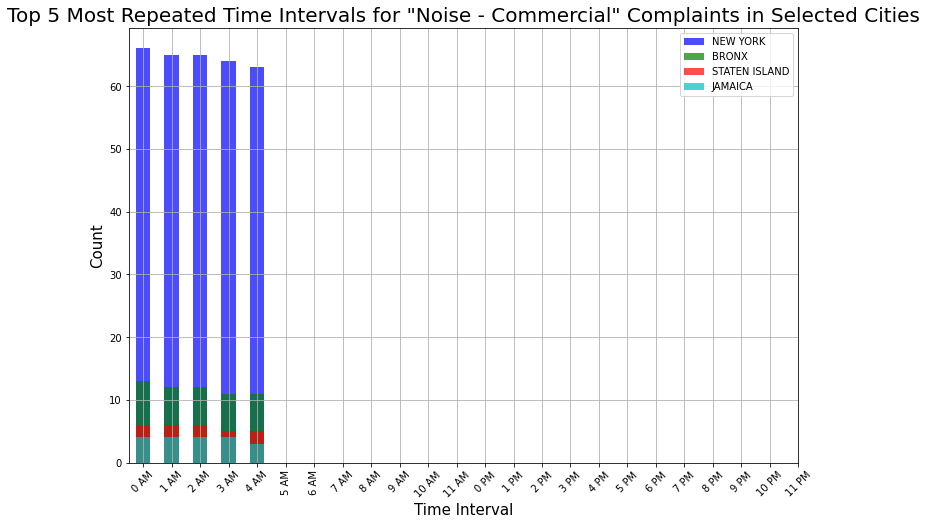 Top 5 Most Repeated Time Intervals for "Noise - Commercial" Complaints in Selected Cities
NEW YORK
BRONX
STATEN ISLAND
JAMAICA
Count
60
50
40
30
20
10
0
0 AM
1 AM
2 AM
3 AM
4 AM
5 AM
6 AM
7 AM
8 AM
9 AM
10 AM
11 AM
0 PM
1 PM
2 PM
3 PM
4 PM
5 PM
6 PM
7 PM
8 PM
9 PM
10 PM
11 PM
Time Interval